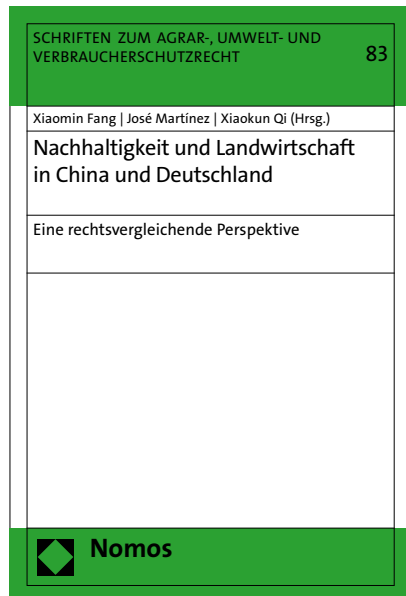 SCHRIFTEN ZUM AGRAR-, UMWELT- UND
VERBRAUCHERSCHUTZRECHT 83
Xiaomin Fang | José Martínez | Xiaokun Qi (Hrsg.)
Nachhaltigkeit und Landwirtschaft
in China und Deutschland
Eine rechtsvergleichende Perspektive
Nomos